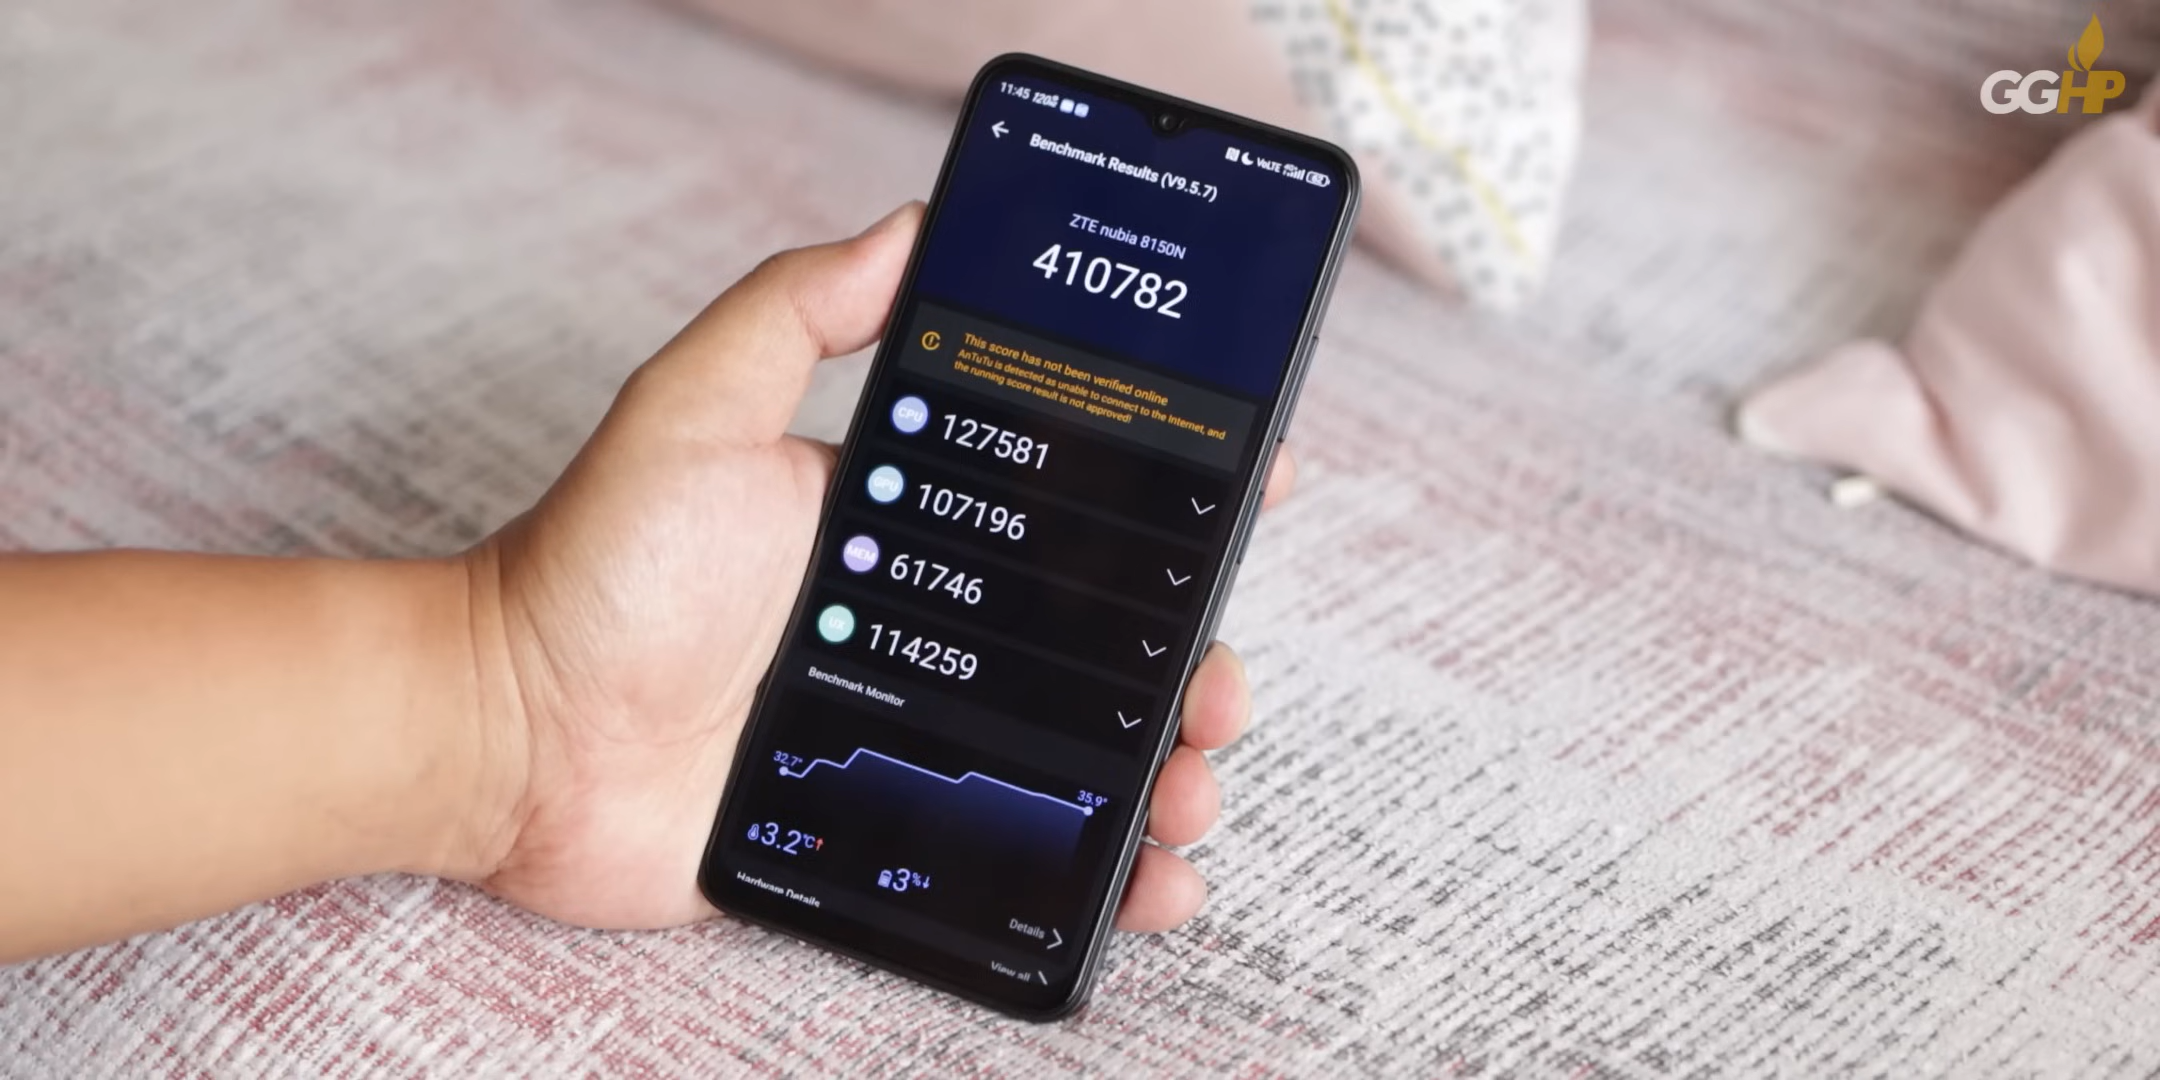 GGHP
11:45
Benchmark Results (V9.5.7)
VoLTE
ZTE nubia 8150N
410782
This score has not been verified online
AnTuTu is detected as unable to connect to the Internet, and
the running score result is not approved!
CPU 127581
GPU 107196
MEM 61746
UX 114259
Benchmark Monitor
32.7°
35.9°
3.2°C↑
3%↓
Hardware Details
Details
View all